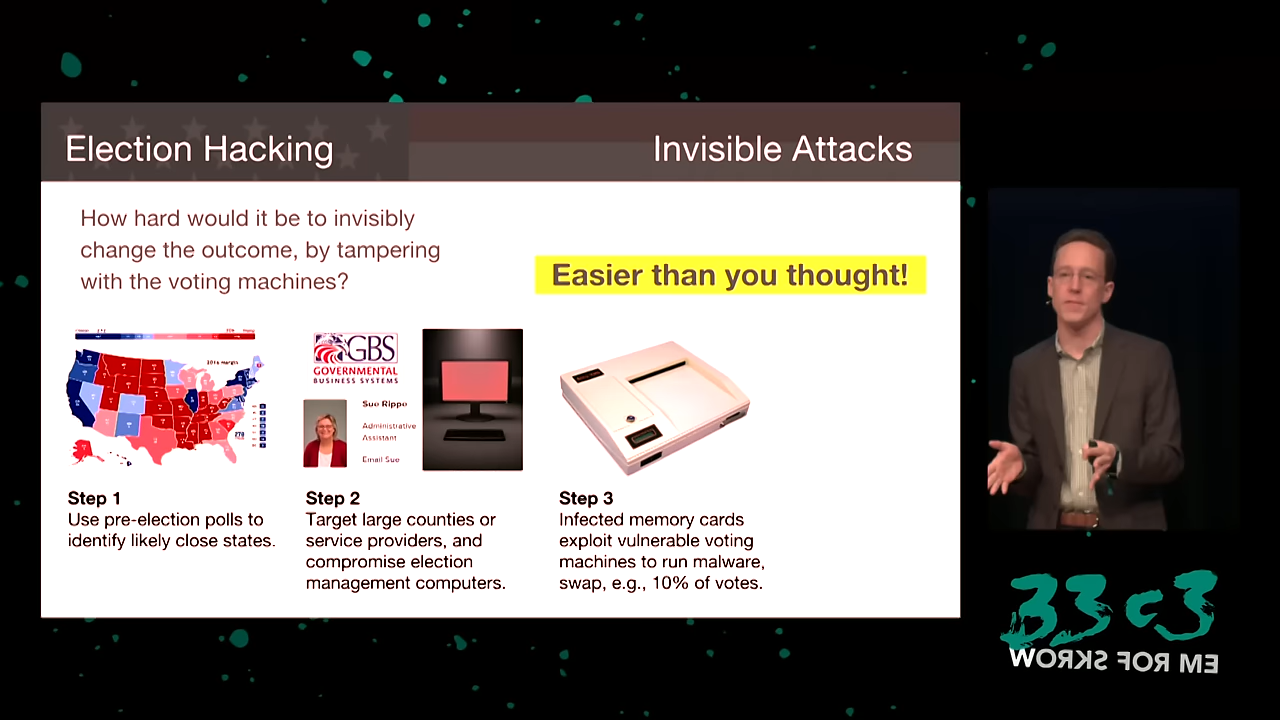 Election Hacking
Invisible Attacks
How hard would it be to invisibly
change the outcome, by tampering
with the voting machines?
Easier than you thought!
GBS
GOVERNMENTAL
BUSINESS SYSTEMS
Sue Rippe
Administrative
Assistant
Email Sue
270
Step 1
Use pre-election polls to
identify likely close states.
Step 2
Target large counties or
service providers, and
compromise election
management computers.
Step 3
Infected memory cards
exploit vulnerable voting
machines to run malware,
swap, e.g., 10% of votes.
33c3
WORKS FOR ME